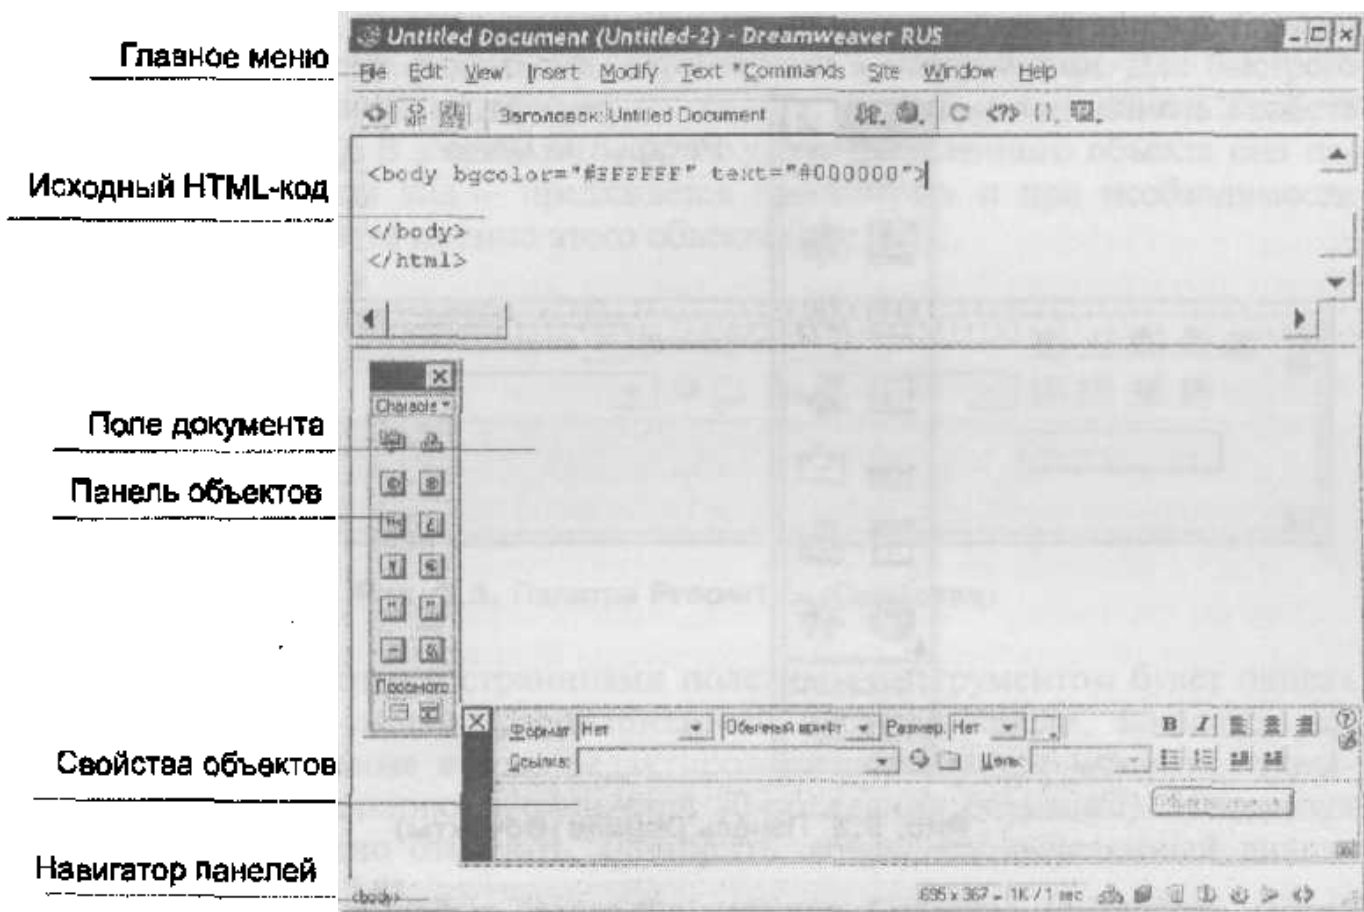 Главное меню
Untitled Document (Untitled-2) - Dreamweaver RUS
File Edit View Insert Modify Text *Commands Site Window Help
Заголовок: Untitled Document
Исходный HTML-код
<body bgcolor="#FFFFFF" text="#000000">
</body>
</html>
Поле документа
Панель объектов
Формат Нет Обычный шрифт Размер Нет B I
Свойства объектов
Ссылка: Цель:
Навигатор панелей
<body>
695 x 367 - 1K / 1 sec